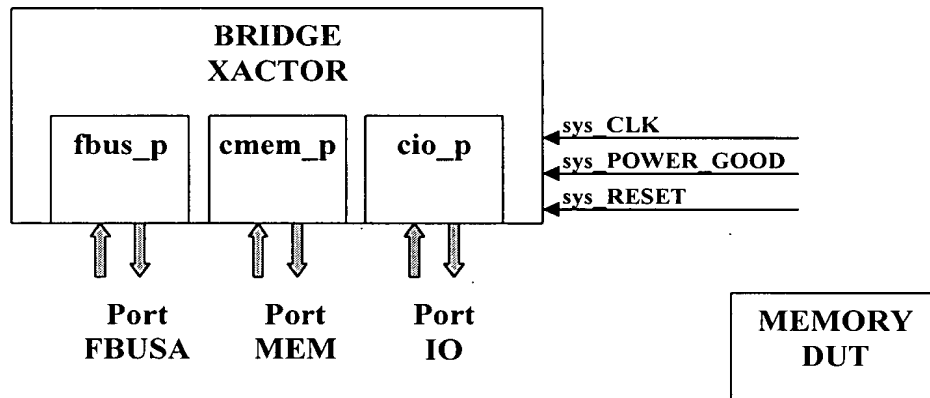 BRIDGE
XACTOR
fbus_p cmem_p cio_p
sys_CLK
sys_POWER_GOOD
sys_RESET
Port Port Port
FBUSA MEM IO
MEMORY
DUT